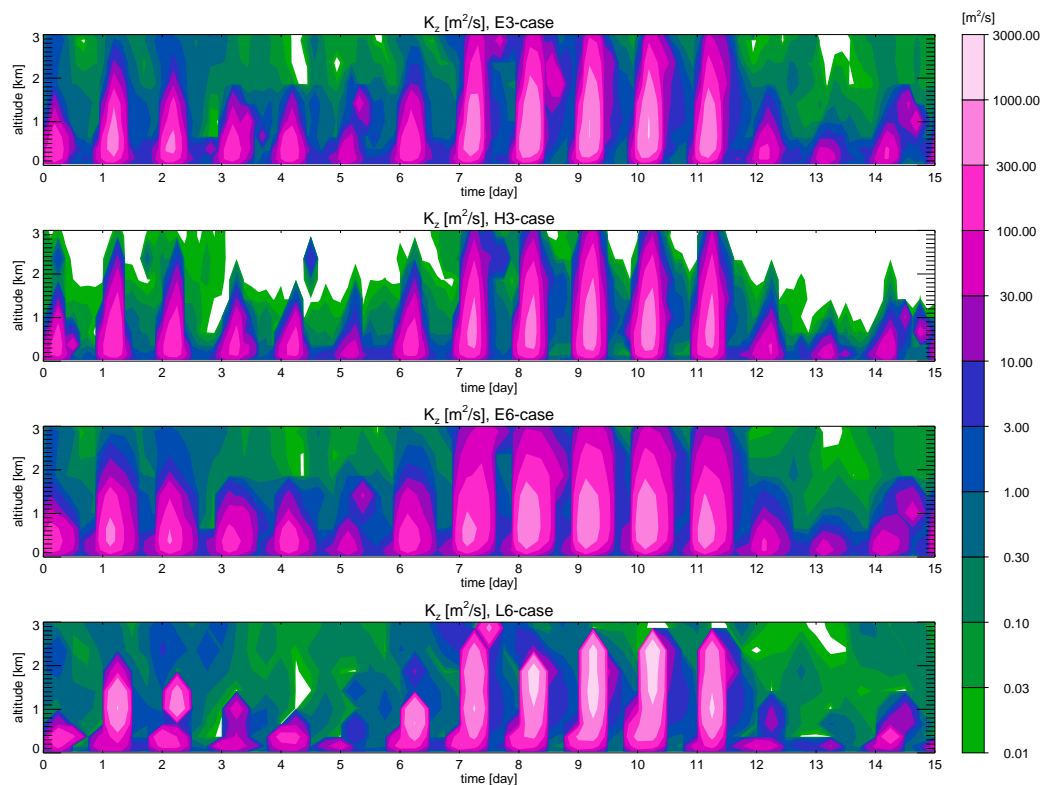 K_z [m²/s], E3-case
[m²/s]
altitude [km]
3
2
1
0
0 1 2 3 4 5 6 7 8 9 10 11 12 13 14 15
time [day]
K_z [m²/s], H3-case
altitude [km]
3
2
1
0
0 1 2 3 4 5 6 7 8 9 10 11 12 13 14 15
time [day]
K_z [m²/s], E6-case
altitude [km]
3
2
1
0
0 1 2 3 4 5 6 7 8 9 10 11 12 13 14 15
time [day]
K_z [m²/s], L6-case
altitude [km]
3
2
1
0
0 1 2 3 4 5 6 7 8 9 10 11 12 13 14 15
time [day]
3000.00
1000.00
300.00
100.00
30.00
10.00
3.00
1.00
0.30
0.10
0.03
0.01